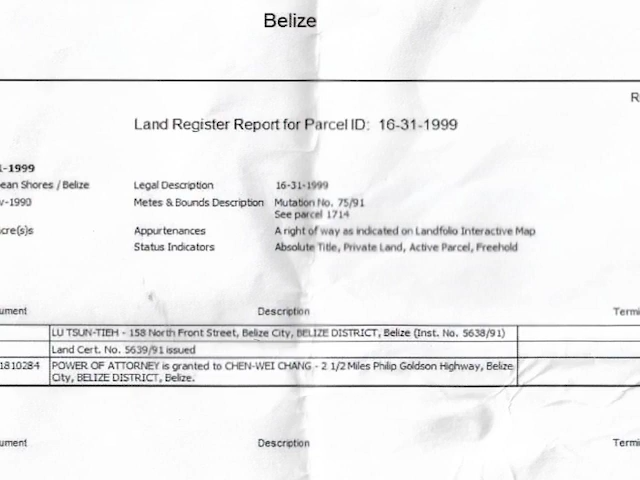 Belize
R
Land Register Report for Parcel ID: 16-31-1999
-1999
ean Shores / Belize Legal Description 16-31-1999
v-1990 Metes & Bounds Description Mutation No. 75/91
See parcel 1714
cre(s)s Appurtenances A right of way as indicated on Landfolio Interactive Map
Status Indicators Absolute Title, Private Land, Active Parcel, Freehold
ument Description Termi
LU TSUN-TIEH - 158 North Front Street, Belize City, BELIZE DISTRICT, Belize (Inst. No. 5638/91)
Land Cert. No. 5639/91 issued
1810284 POWER OF ATTORNEY is granted to CHEN-WEI CHANG - 2 1/2 Miles Philip Goldson Highway, Belize
City, BELIZE DISTRICT, Belize.
ument Description Termi